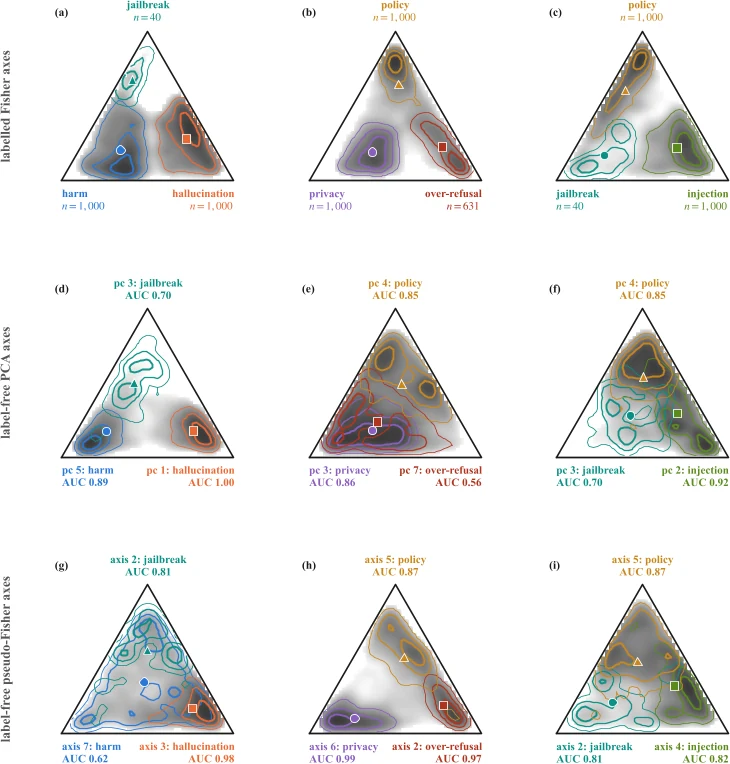 labelled Fisher axes
(a)
jailbreak
n = 40
harm
n = 1,000
hallucination
n = 1,000
(b)
policy
n = 1,000
privacy
n = 1,000
over-refusal
n = 631
(c)
policy
n = 1,000
jailbreak
n = 40
injection
n = 1,000
label-free PCA axes
(d)
pc 3: jailbreak
AUC 0.70
pc 5: harm
AUC 0.89
pc 1: hallucination
AUC 1.00
(e)
pc 4: policy
AUC 0.85
pc 3: privacy
AUC 0.86
pc 7: over-refusal
AUC 0.56
(f)
pc 4: policy
AUC 0.85
pc 3: jailbreak
AUC 0.70
pc 2: injection
AUC 0.92
label-free pseudo-Fisher axes
(g)
axis 2: jailbreak
AUC 0.81
axis 7: harm
AUC 0.62
axis 3: hallucination
AUC 0.98
(h)
axis 5: policy
AUC 0.87
axis 6: privacy
AUC 0.99
axis 2: over-refusal
AUC 0.97
(i)
axis 5: policy
AUC 0.87
axis 2: jailbreak
AUC 0.81
axis 4: injection
AUC 0.82